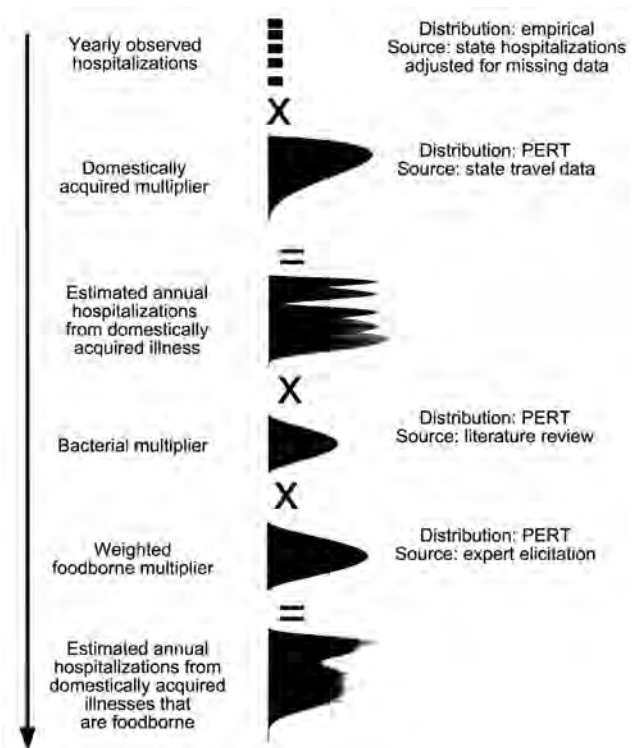 Yearly observed
hospitalizations
Distribution: empirical
Source: state hospitalizations
adjusted for missing data
X
Domestically
acquired multiplier
Distribution: PERT
Source: state travel data
=
Estimated annual
hospitalizations
from domestically
acquired illness
X
Bacterial multiplier
Distribution: PERT
Source: literature review
X
Weighted
foodborne multiplier
Distribution: PERT
Source: expert elicitation
=
Estimated annual
hospitalizations from
domestically acquired
illnesses that
are foodborne